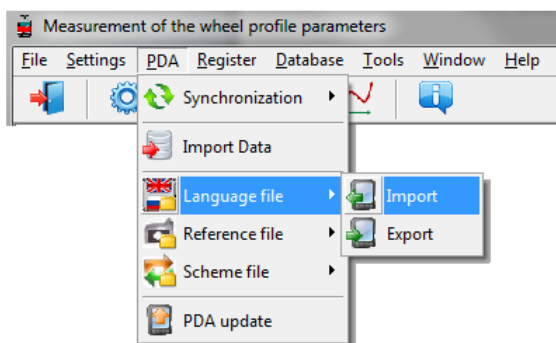 Measurement of the wheel profile parameters
File Settings PDA Register Database Tools Window Help
Synchronization
Import Data
Language file
Import
Reference file
Export
Scheme file
PDA update